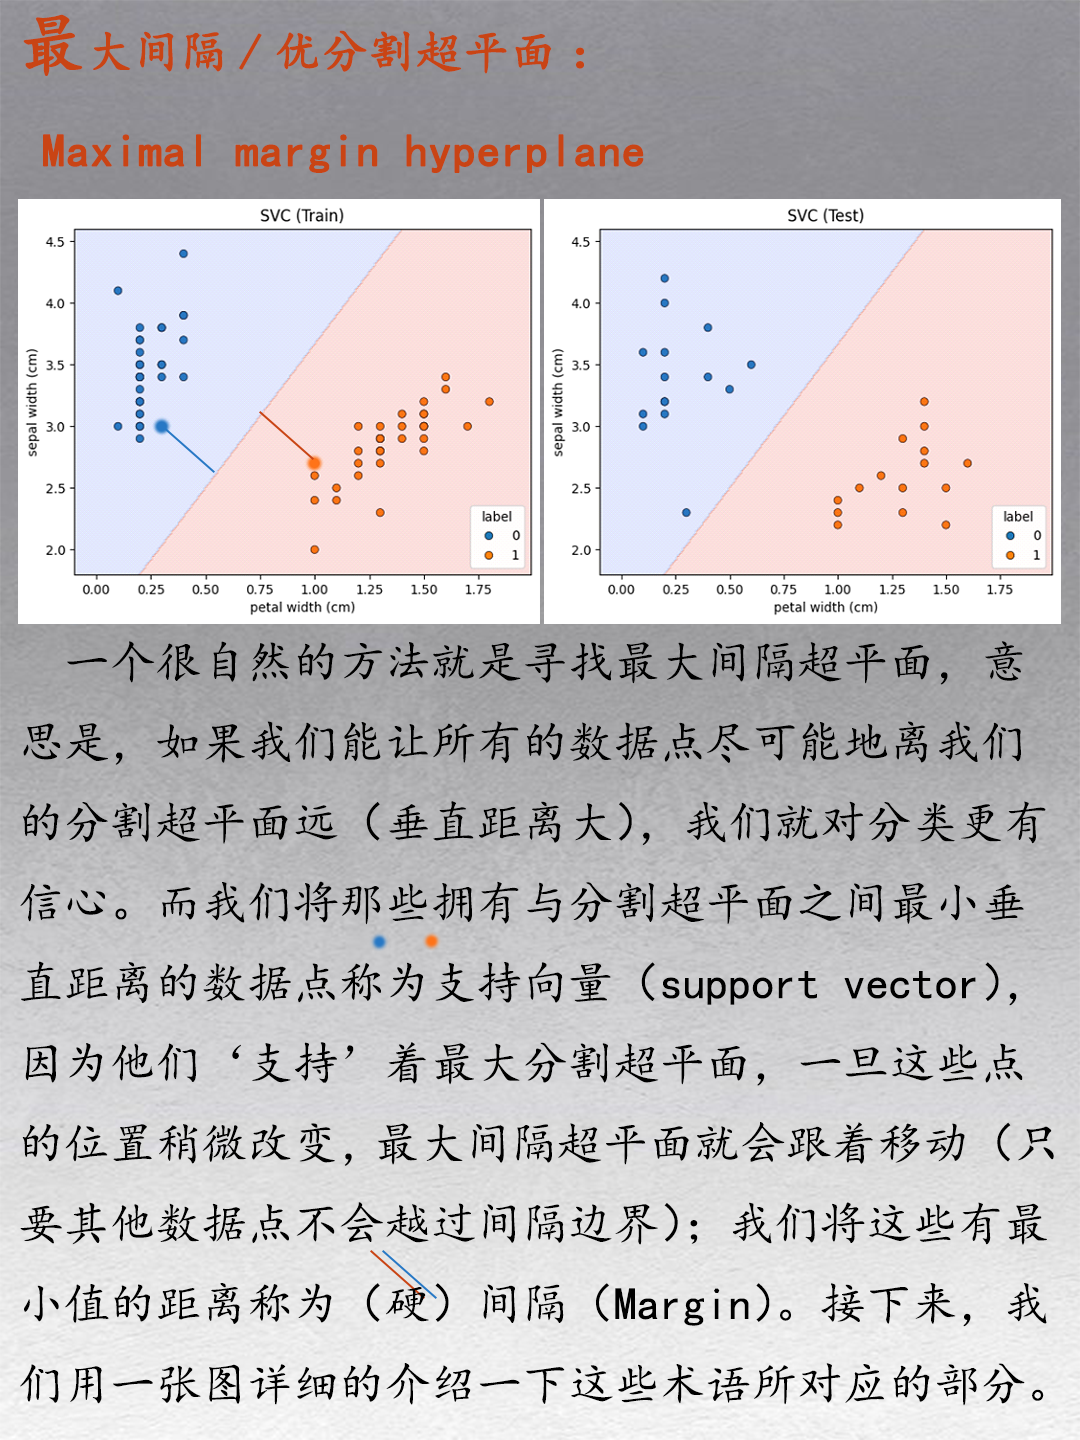 最大间隔/优分割超平面：
Maximal margin hyperplane
SVC (Train)
4.5
4.0
3.5
3.0
2.5
2.0
sepal width (cm)
label
0
1
0.00 0.25 0.50 0.75 1.00 1.25 1.50 1.75
petal width (cm)
SVC (Test)
4.5
4.0
3.5
3.0
2.5
2.0
sepal width (cm)
label
0
1
0.00 0.25 0.50 0.75 1.00 1.25 1.50 1.75
petal width (cm)
一个很自然的方法就是寻找最大间隔超平面，意
思是，如果我们能让所有的数据点尽可能地离我们
的分割超平面远（垂直距离大），我们就对分类更有
信心。而我们将那些拥有与分割超平面之间最小垂
直距离的数据点称为支持向量（support vector），
因为他们‘支持’着最大分割超平面，一旦这些点
的位置稍微改变，最大间隔超平面就会跟着移动（只
要其他数据点不会越过间隔边界）；我们将这些有最
小值的距离称为（硬）间隔（Margin）。接下来，我
们用一张图详细的介绍一下这些术语所对应的部分。